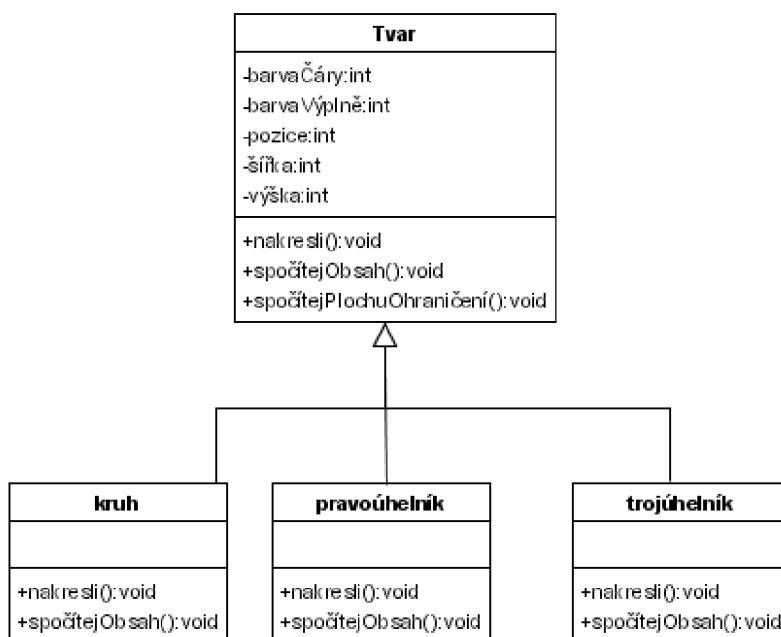 Tvar
-barvaČáry:int
-barvaVýplně:int
-pozice:int
-šířka:int
-výška:int
+nakresli():void
+spočítejObsah():void
+spočítejPlochuOhraničení():void
kruh
+nakresli():void
+spočítejObsah():void
pravoúhelník
+nakresli():void
+spočítejObsah():void
trojúhelník
+nakresli():void
+spočítejObsah():void